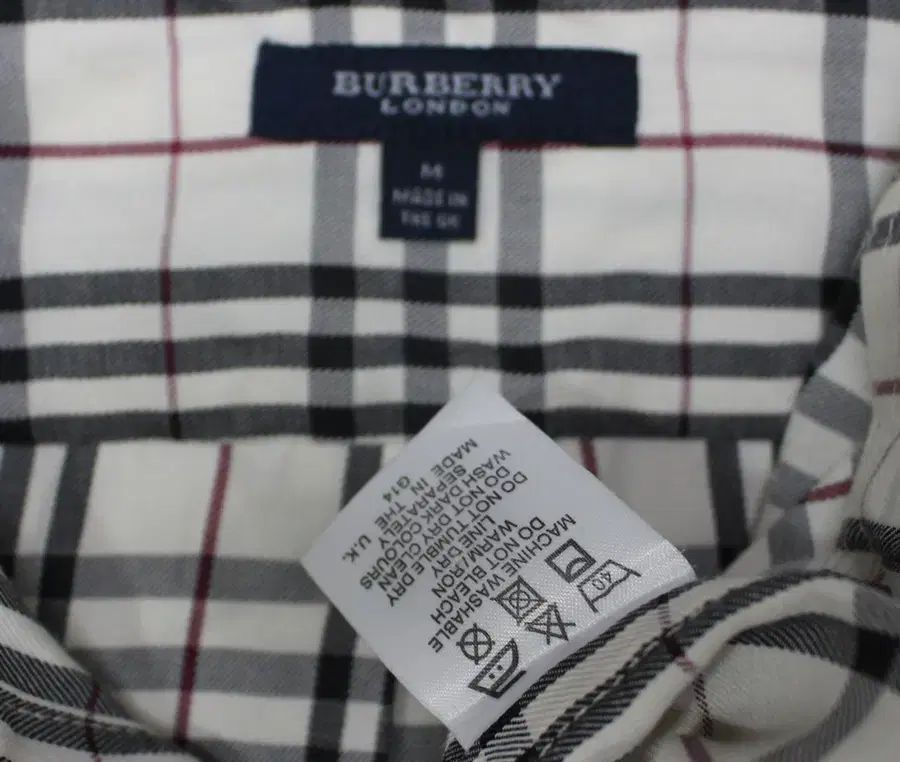 BURBERRY
LONDON
M
MADE IN
THE UK
40
MACHINE WASHABLE
DO NOT BLEACH
WARM/IRON
LINE DRY
DO NOT TUMBLE DRY
DO NOT DRY CLEAN
WASH DARK COLOURS
SEPARATELY
MADE IN THE U.K.
G14